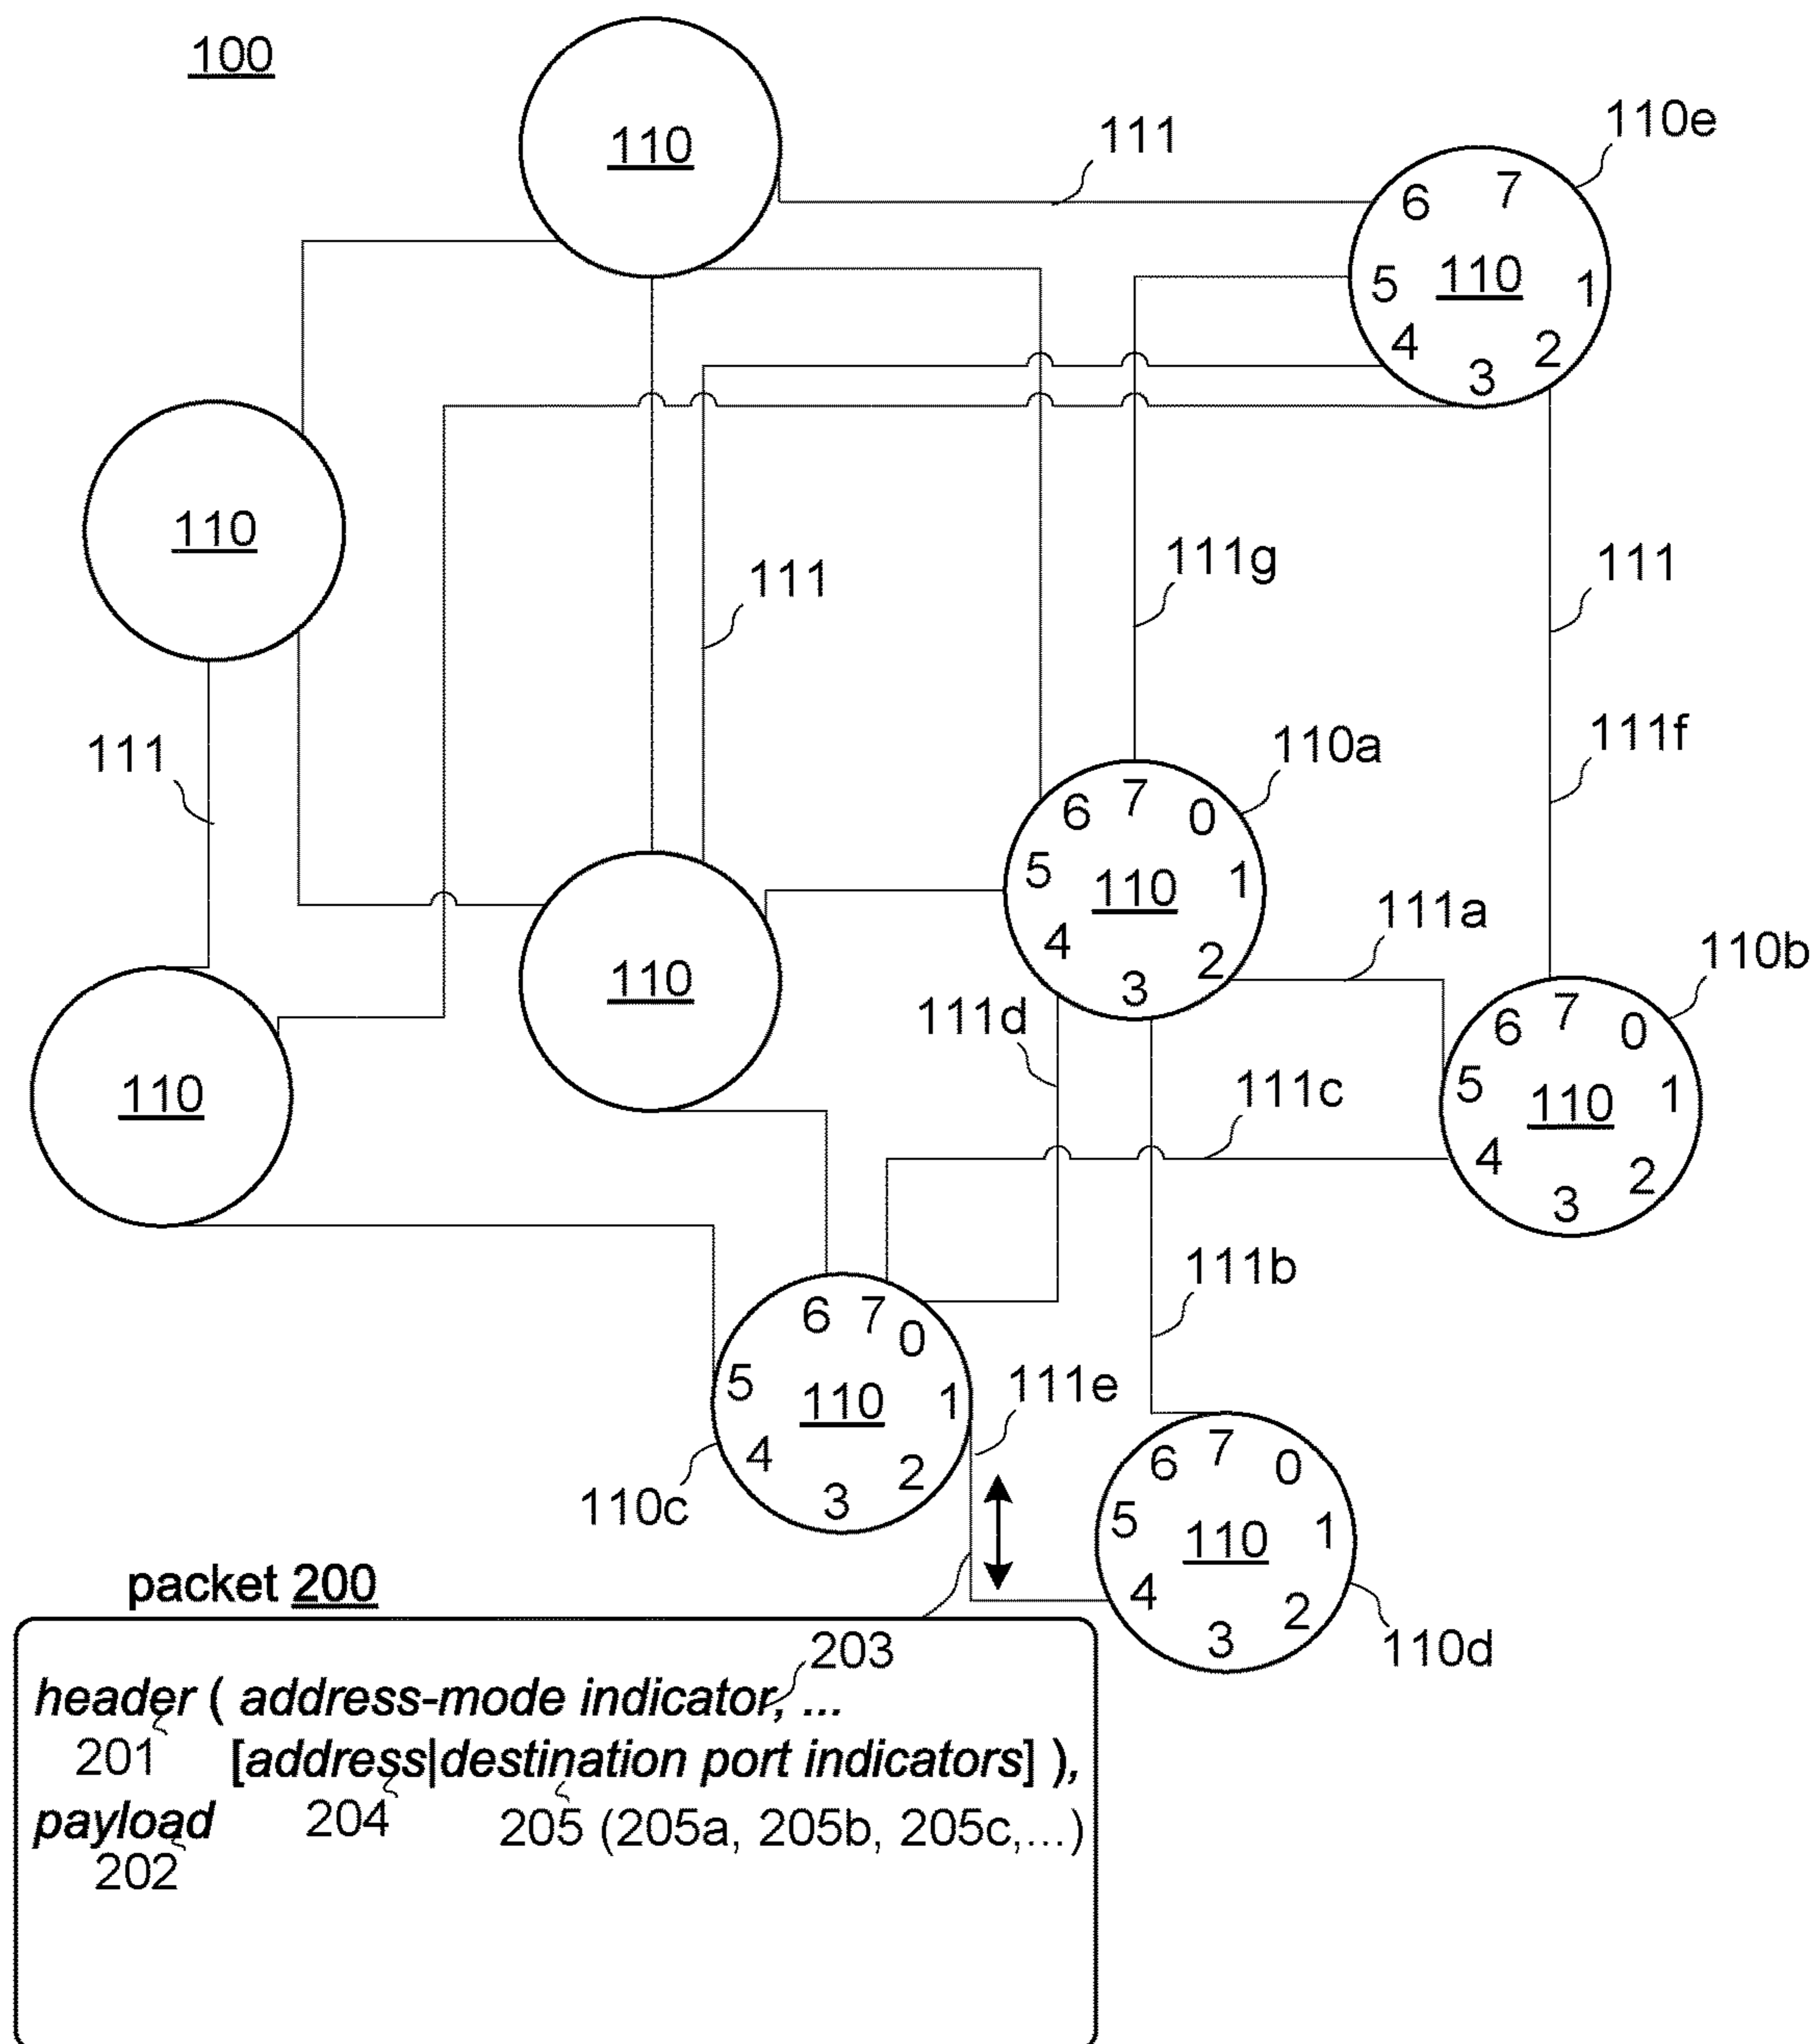 100
110
111
110e
6 7
5 110 1
4 3 2
110
111
111g
111
111
111f
110a
6 7 0
5 110 1
4 3 2
111a
110b
110
111d
6 7 0
5 110 1
4 3 2
110
111c
111b
6 7 0
5 110 1
4 3 2
111e
110c
6 7 0
5 110 1
4 3 2
110d
packet 200
203
header ( address-mode indicator, ...
201 [address|destination port indicators] ),
payload 204 205 (205a, 205b, 205c,...)
202